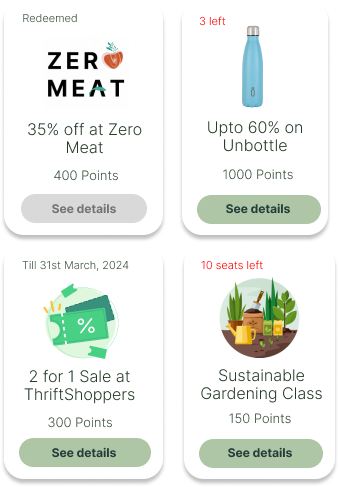 Redeemed
ZERO
MEAT
35% off at Zero
Meat
400 Points
See details
3 left
Upto 60% on
Unbottle
1000 Points
See details
Till 31st March, 2024
%
2 for 1 Sale at
ThriftShoppers
300 Points
See details
10 seats left
Sustainable
Gardening Class
150 Points
See details